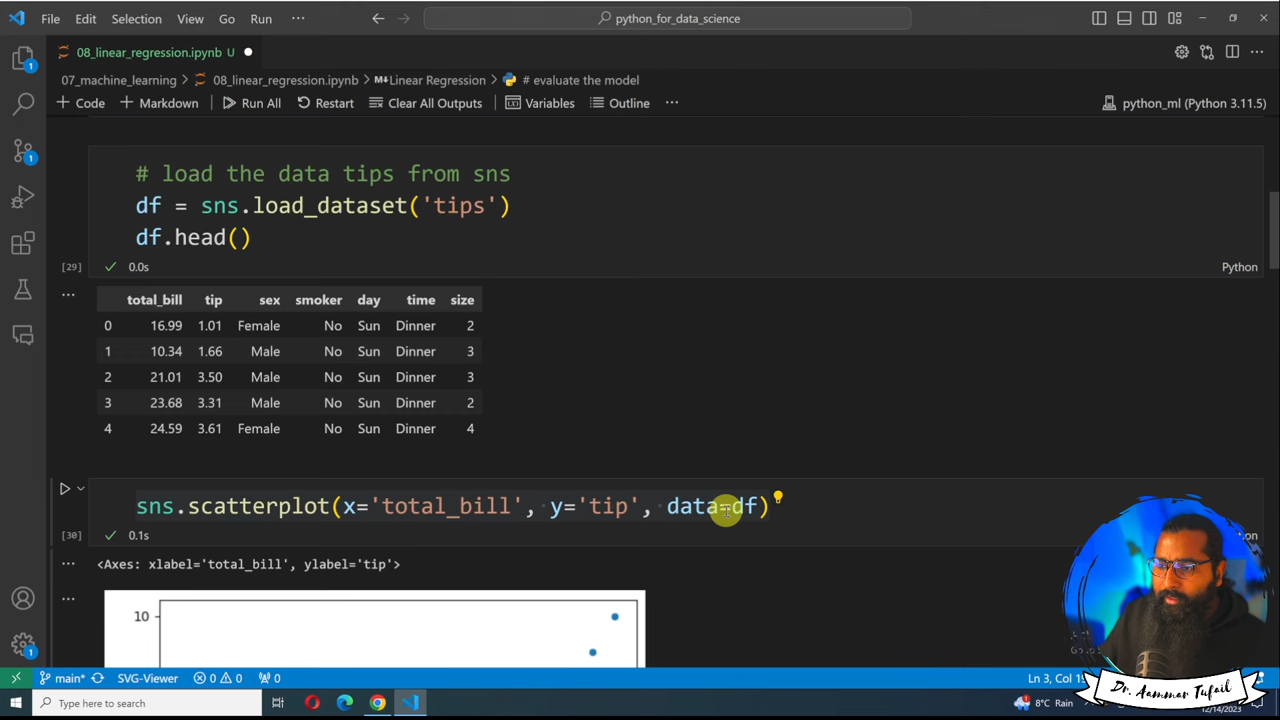 File Edit Selection View Go Run ··· python_for_data_science
08_linear_regression.ipynb U
07_machine_learning > 08_linear_regression.ipynb > Linear Regression > # evaluate the model
Code Markdown Run All Restart Clear All Outputs Variables Outline ··· python_ml (Python 3.11.5)
# load the data tips from sns
df = sns.load_dataset('tips')
df.head()
[29] 0.0s Python
total_bill tip sex smoker day time size
0 16.99 1.01 Female No Sun Dinner 2
1 10.34 1.66 Male No Sun Dinner 3
2 21.01 3.50 Male No Sun Dinner 3
3 23.68 3.31 Male No Sun Dinner 2
4 24.59 3.61 Female No Sun Dinner 4
sns.scatterplot(x='total_bill', y='tip', data=df)
[30] 0.1s
<Axes: xlabel='total_bill', ylabel='tip'>
10
main* SVG-Viewer 0 0 0 Ln 3,
Dr. Aammar Tufail
Type here to search 8°C Rain 12/14/2023